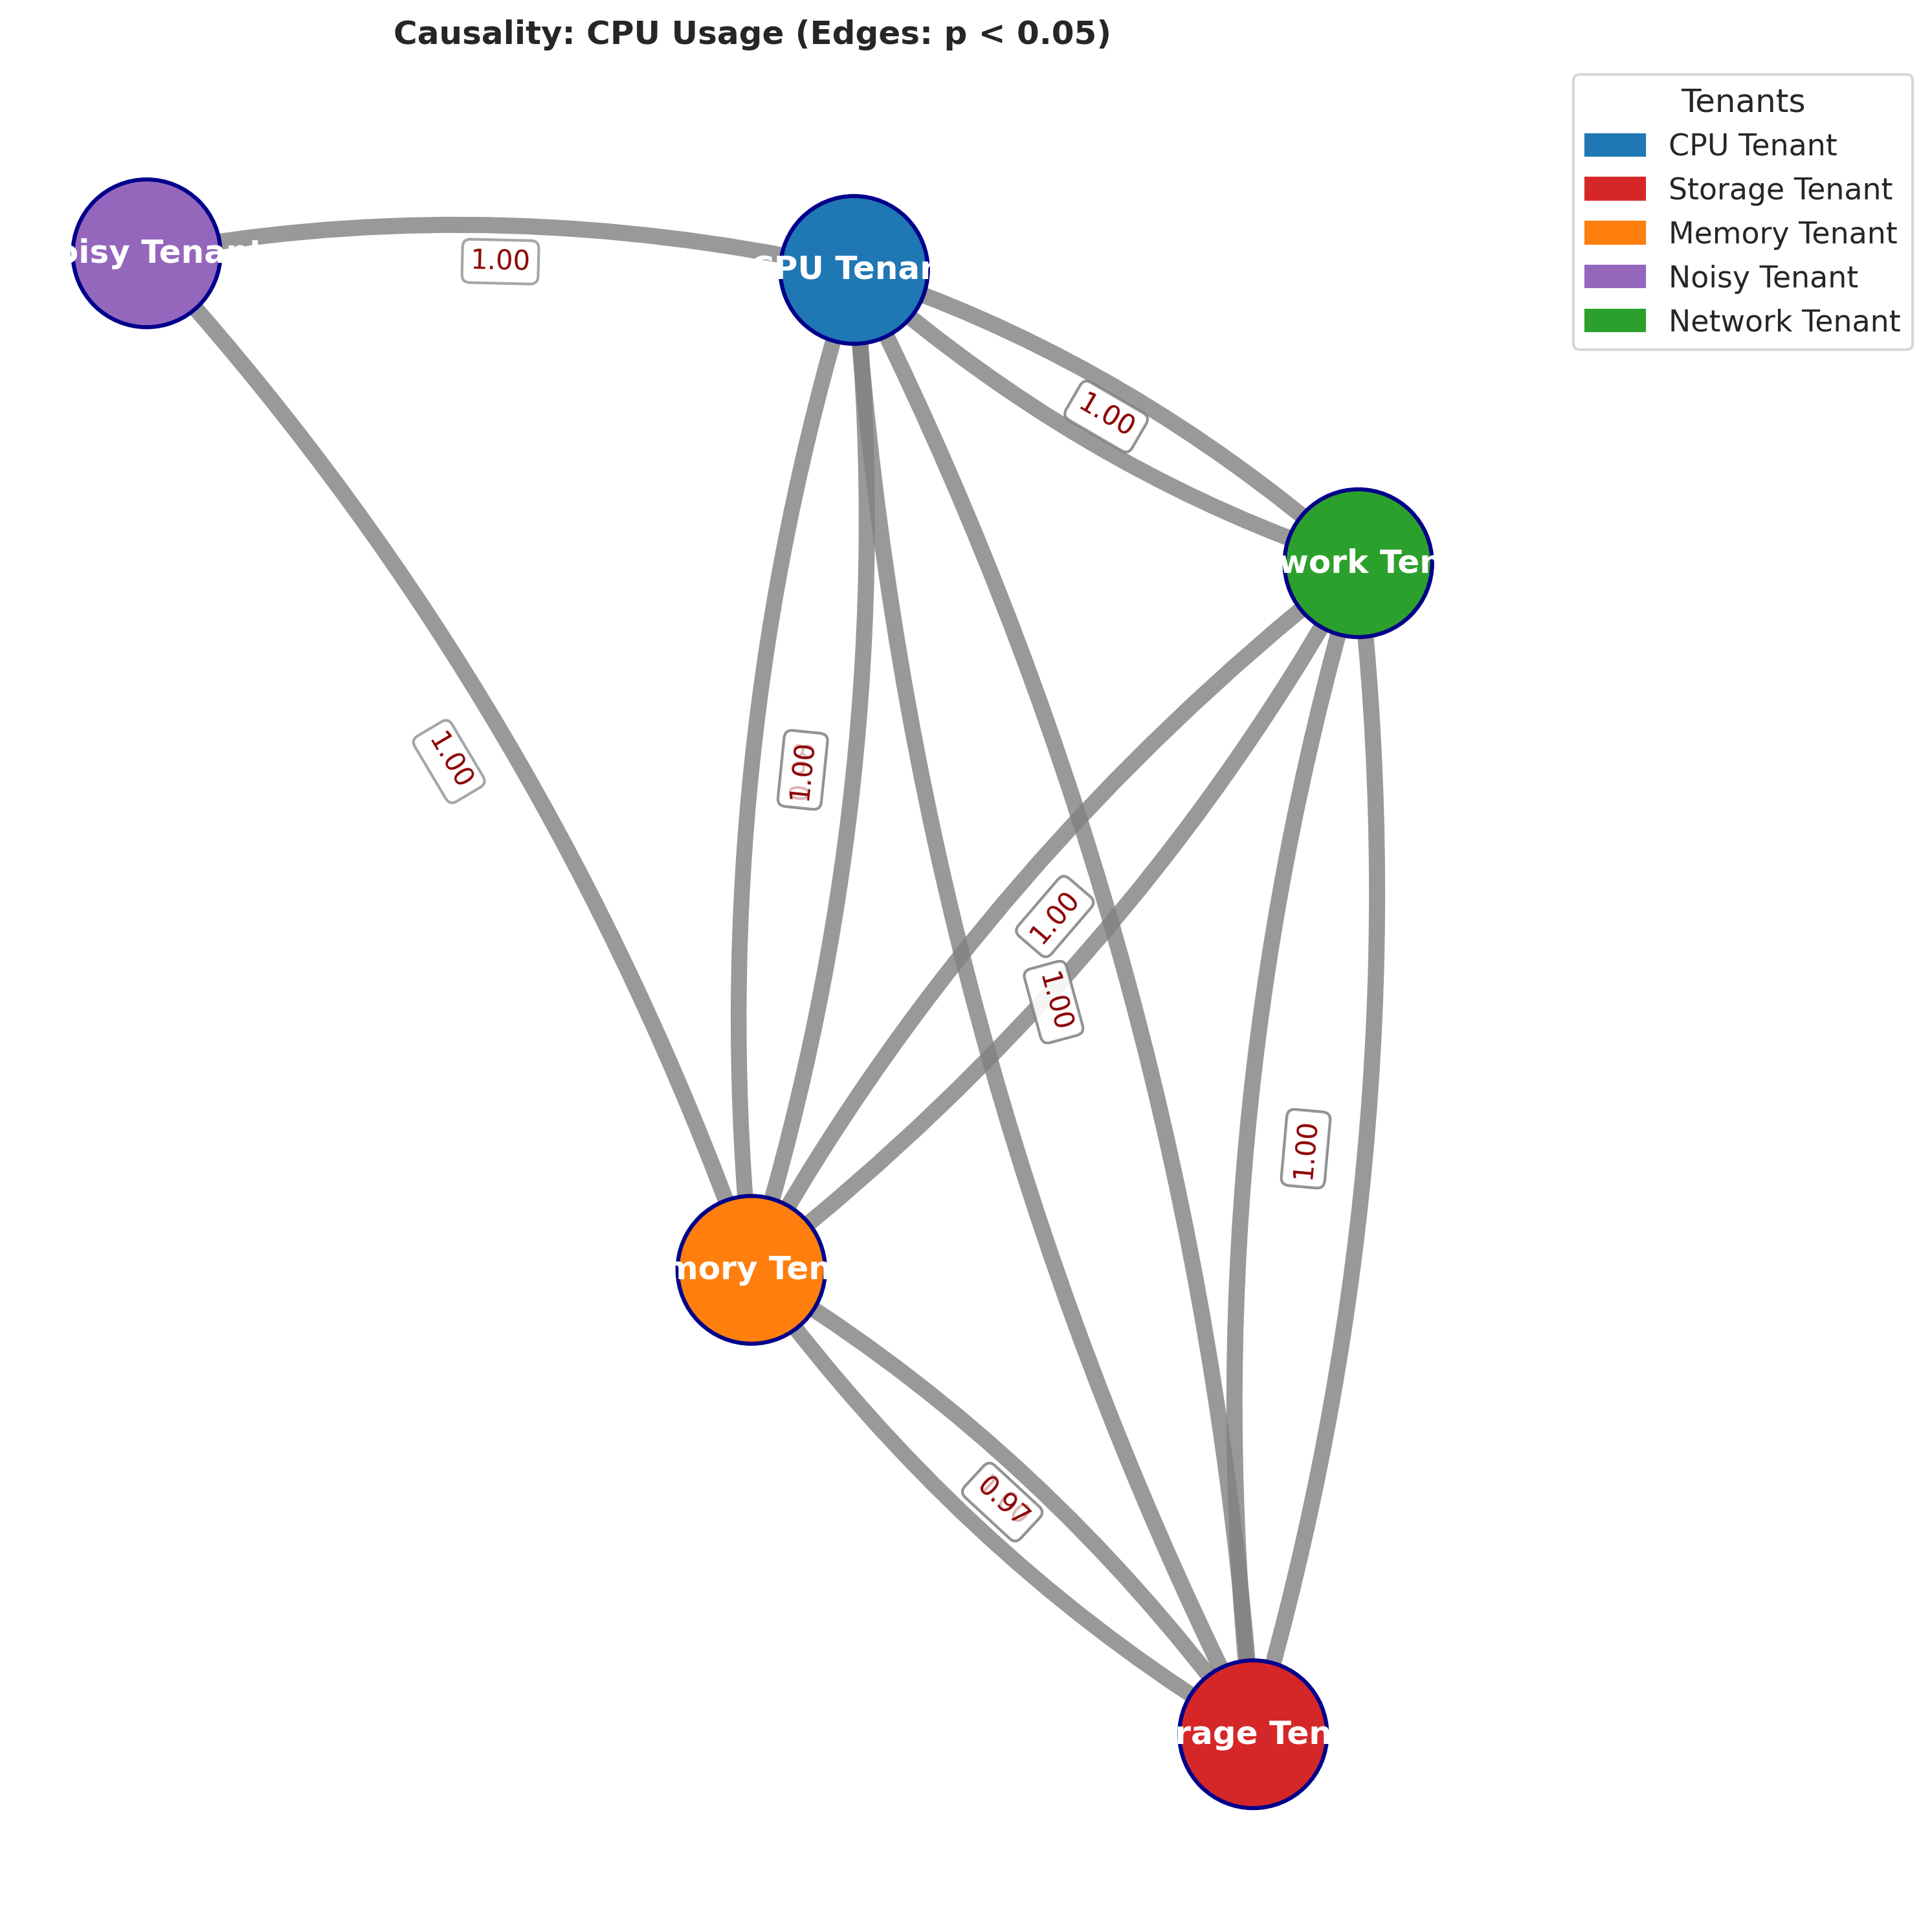 Causality: CPU Usage (Edges: p < 0.05)
Tenants
CPU Tenant
Storage Tenant
Memory Tenant
Noisy Tenant
Network Tenant
oisy Tenant
1.00
CPU Tenan
1.00
work Ten
1.00
1.00
1.00
1.00
1.00
mory Ten
0.97
rage Ten